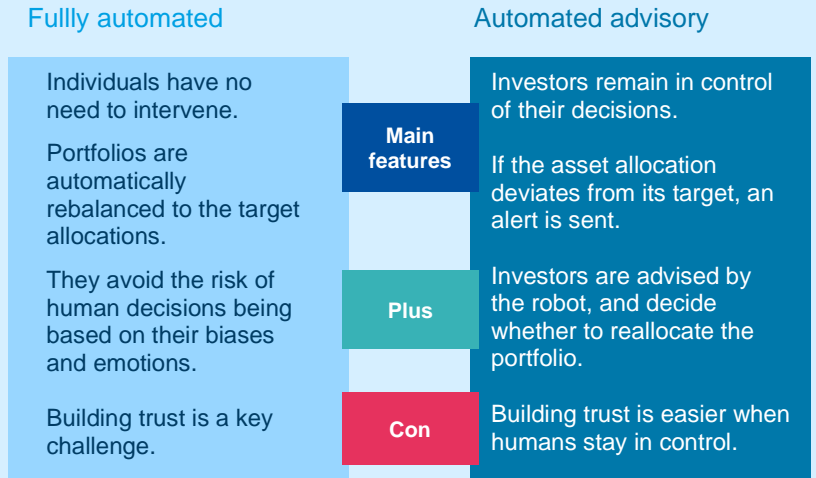 Fullly automated
Automated advisory
Individuals have no
need to intervene.
Portfolios are
automatically
rebalanced to the target
allocations.
They avoid the risk of
human decisions being
based on their biases
and emotions.
Building trust is a key
challenge.
Main
features
Plus
Con
Investors remain in control
of their decisions.
If the asset allocation
deviates from its target, an
alert is sent.
Investors are advised by
the robot, and decide
whether to reallocate the
portfolio.
Building trust is easier when
humans stay in control.